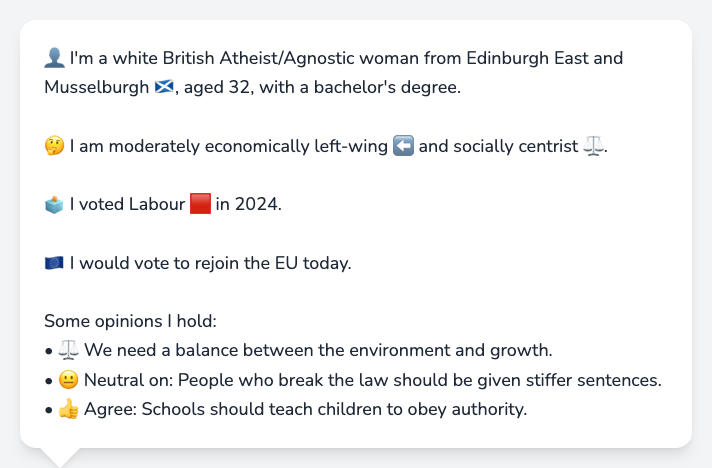 👤 I'm a white British Atheist/Agnostic woman from Edinburgh East and
Musselburgh 🏴󠁧󠁢󠁳󠁣󠁴󠁿, aged 32, with a bachelor's degree.
🤔 I am moderately economically left-wing ⬅️ and socially centrist ⚖️.
🗳️ I voted Labour 🟥 in 2024.
🇪🇺 I would vote to rejoin the EU today.
Some opinions I hold:
• ⚖️ We need a balance between the environment and growth.
• 😐 Neutral on: People who break the law should be given stiffer sentences.
• 👍 Agree: Schools should teach children to obey authority.